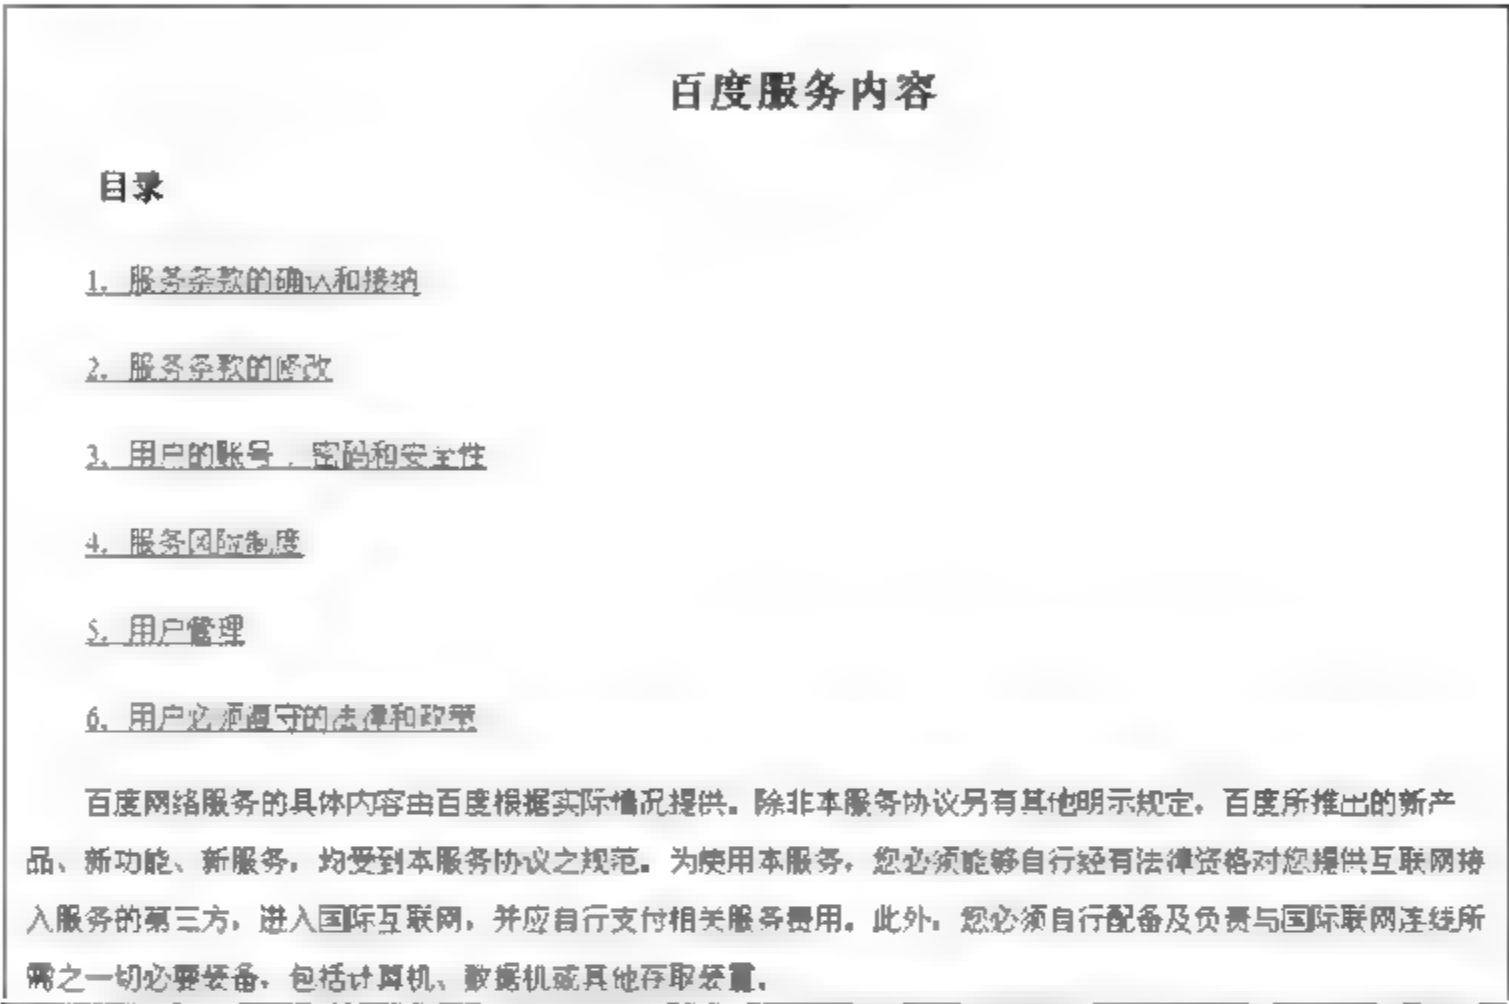 百度服务内容
目录
1. 服务条款的确认和接纳
2. 服务条款的修改
3. 用户的账号，密码和安全性
4. 服务风险制度
5. 用户管理
6. 用户必须遵守的法律和政策
百度网络服务的具体内容由百度根据实际情况提供。除非本服务协议另有其他明示规定，百度所推出的新产
品、新功能、新服务，均受到本服务协议之规范。为使用本服务，您必须能够自行经有法律资格对您提供互联网接
入服务的第三方，进入国际互联网，并应自行支付相关服务费用。此外，您必须自行配备及负责与国际联网连线所
需之一切必要装备，包括计算机、数据机或其他存取装置。